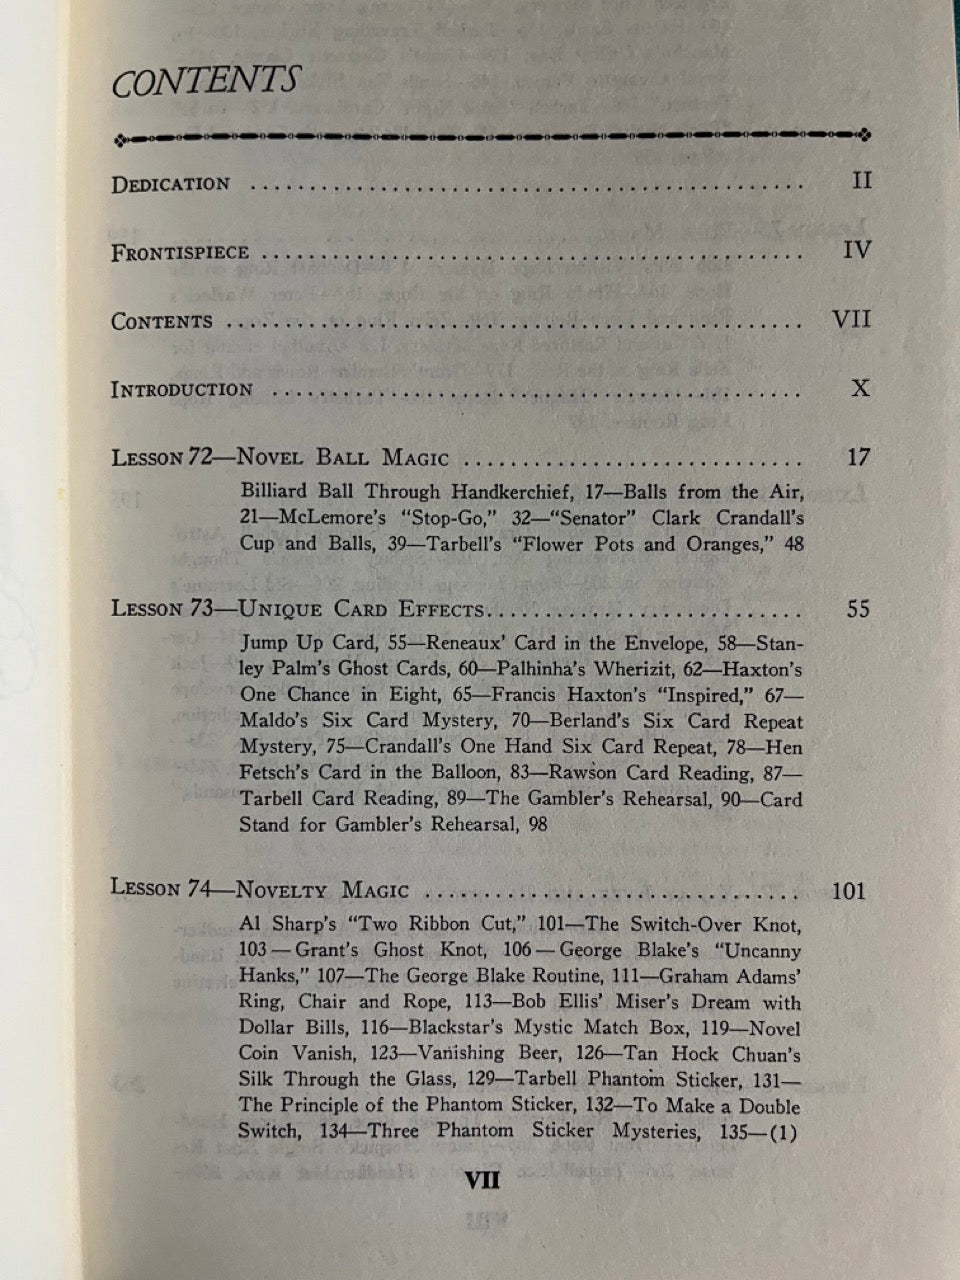 CONTENTS
DEDICATION .............................................. II
FRONTISPIECE .............................................. IV
CONTENTS .............................................. VII
INTRODUCTION .............................................. X
LESSON 72—NOVEL BALL MAGIC ............................. 17
Billiard Ball Through Handkerchief, 17—Balls from the Air,
21—McLemore's "Stop-Go," 32—"Senator" Clark Crandall's
Cup and Balls, 39—Tarbell's "Flower Pots and Oranges," 48
LESSON 73—UNIQUE CARD EFFECTS........................... 55
Jump Up Card, 55—Reneaux' Card in the Envelope, 58—Stan-
ley Palm's Ghost Cards, 60—Palhinha's Wherizit, 62—Haxton's
One Chance in Eight, 65—Francis Haxton's "Inspired," 67—
Maldo's Six Card Mystery, 70—Berland's Six Card Repeat
Mystery, 75—Crandall's One Hand Six Card Repeat, 78—Hen
Fetsch's Card in the Balloon, 83—Rawson Card Reading, 87—
Tarbell Card Reading, 89—The Gambler's Rehearsal, 90—Card
Stand for Gambler's Rehearsal, 98
LESSON 74—NOVELTY MAGIC ................................ 101
Al Sharp's "Two Ribbon Cut," 101—The Switch-Over Knot,
103—Grant's Ghost Knot, 106—George Blake's "Uncanny
Hanks," 107—The George Blake Routine, 111—Graham Adams'
Ring, Chair and Rope, 113—Bob Ellis' Miser's Dream with
Dollar Bills, 116—Blackstar's Mystic Match Box, 119—Novel
Coin Vanish, 123—Vanishing Beer, 126—Tan Hock Chuan's
Silk Through the Glass, 129—Tarbell Phantom Sticker, 131—
The Principle of the Phantom Sticker, 132—To Make a Double
Switch, 134—Three Phantom Sticker Mysteries, 135—(1)
VII